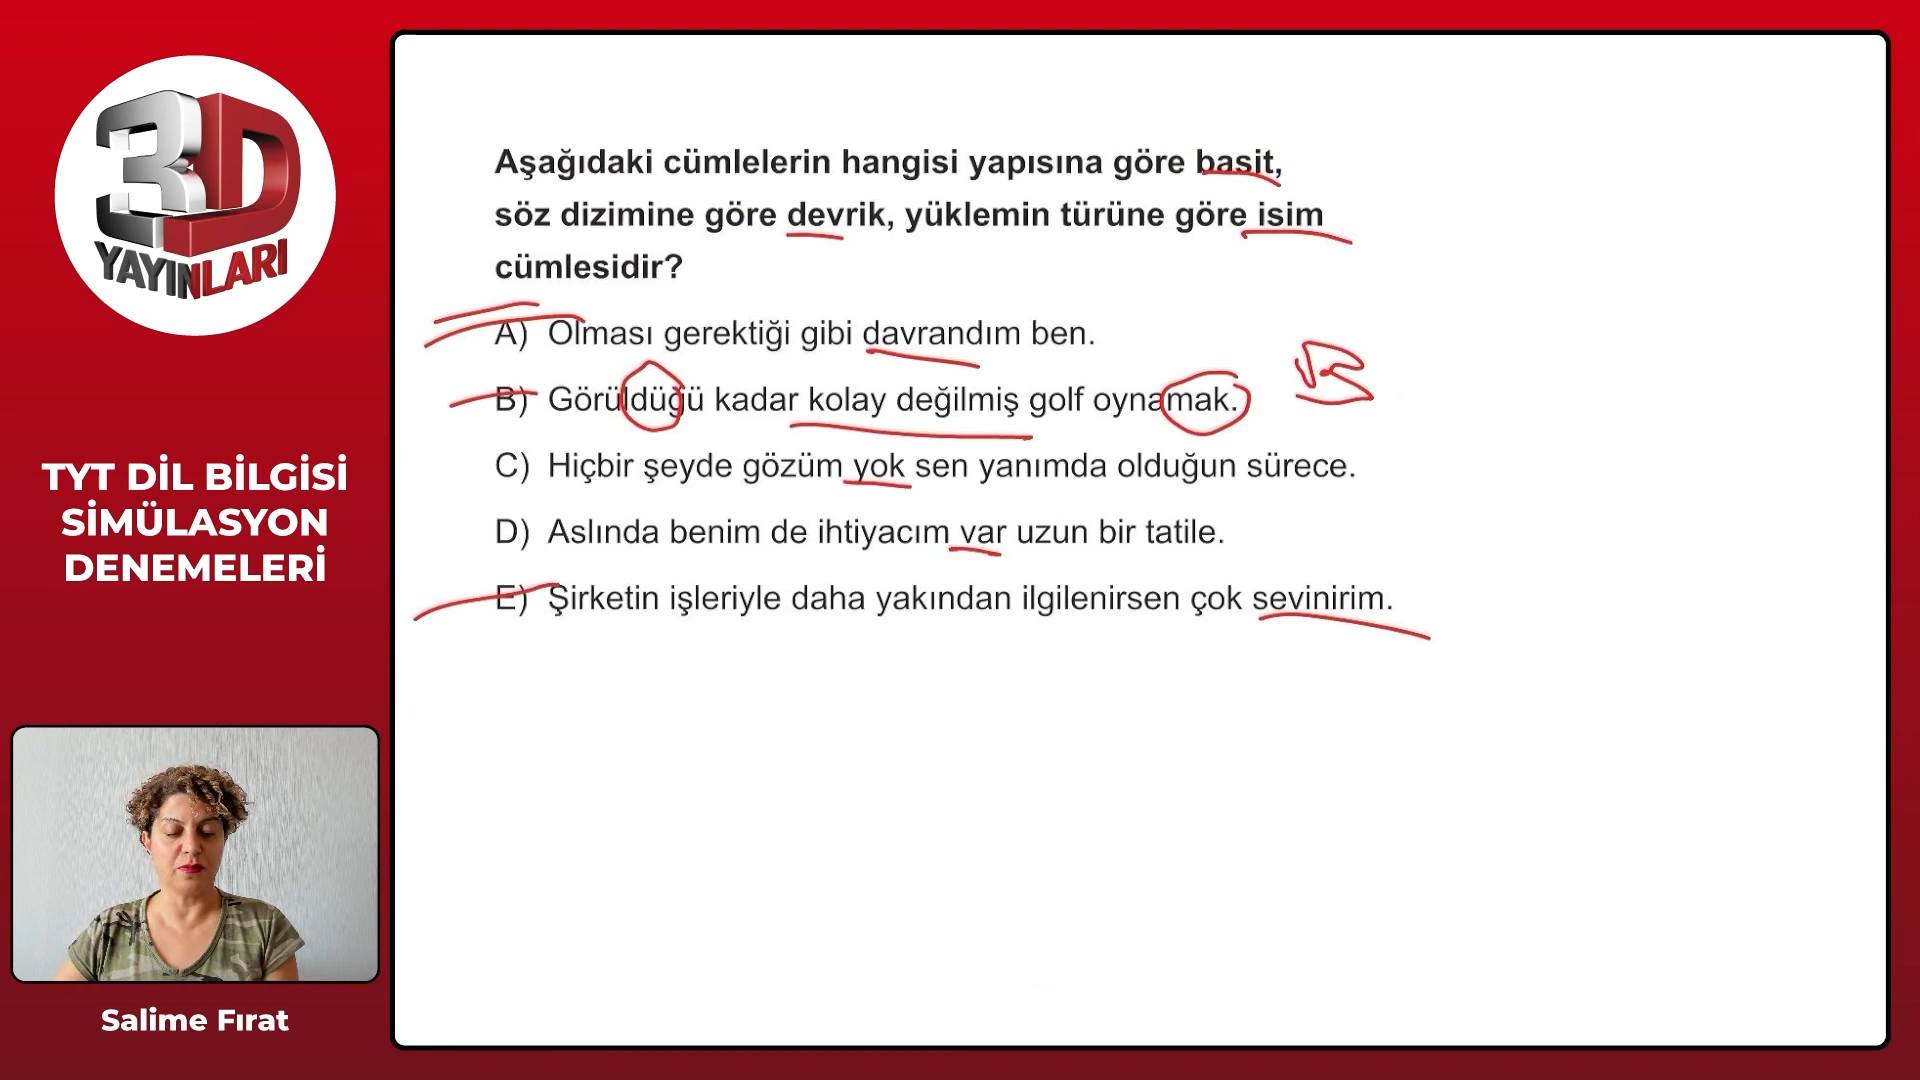 3D
YAYINLARI
TYT DİL BİLGİSİ
SİMÜLASYON
DENEMELERİ
Salime Fırat
Aşağıdaki cümlelerin hangisi yapısına göre basit,
söz dizimine göre devrik, yüklemin türüne göre isim
cümlesidir?
A) Olması gerektiği gibi davrandım ben.
B) Görüldüğü kadar kolay değilmiş golf oynamak.
C) Hiçbir şeyde gözüm yok sen yanımda olduğun sürece.
D) Aslında benim de ihtiyacım var uzun bir tatile.
E) Şirketin işleriyle daha yakından ilgilenirsen çok sevinirim.